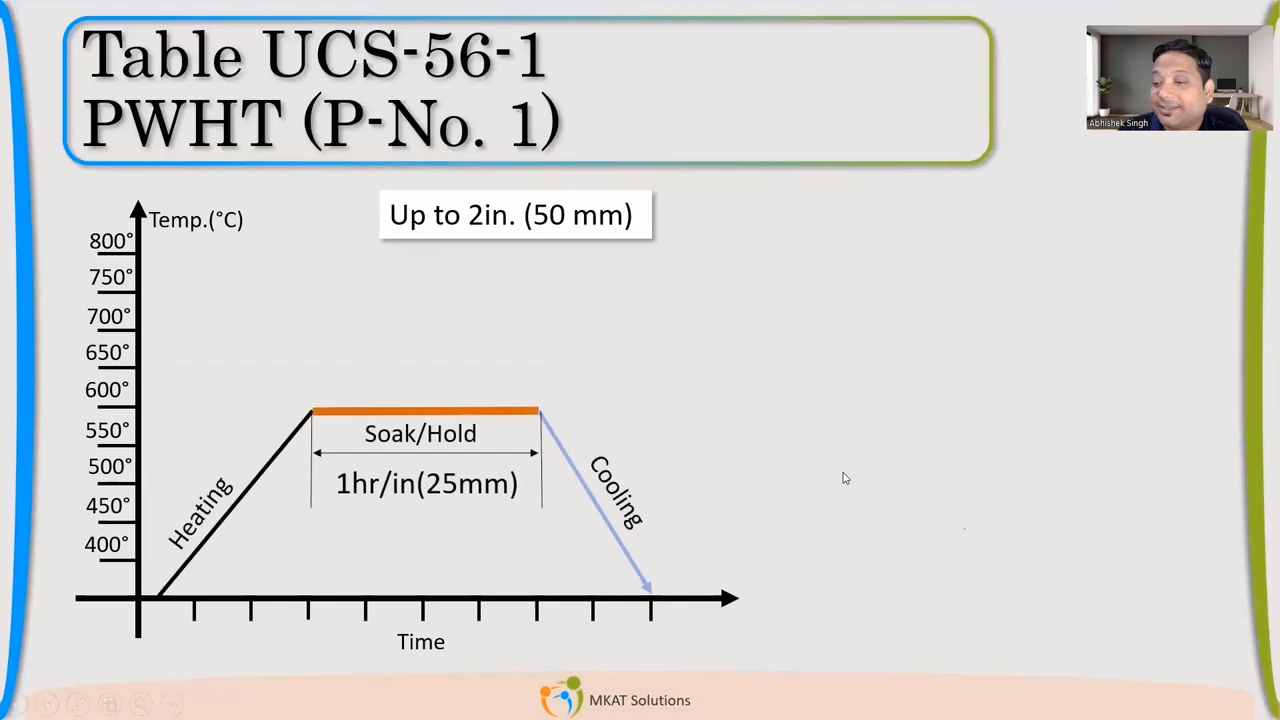 Table UCS-56-1
PWHT (P-No. 1)
Abhishek Singh
Up to 2in. (50 mm)
Temp.(°C)
800°
750°
700°
650°
600°
550°
500°
450°
400°
Heating
Soak/Hold
1hr/in(25mm)
Cooling
Time
MKAT Solutions